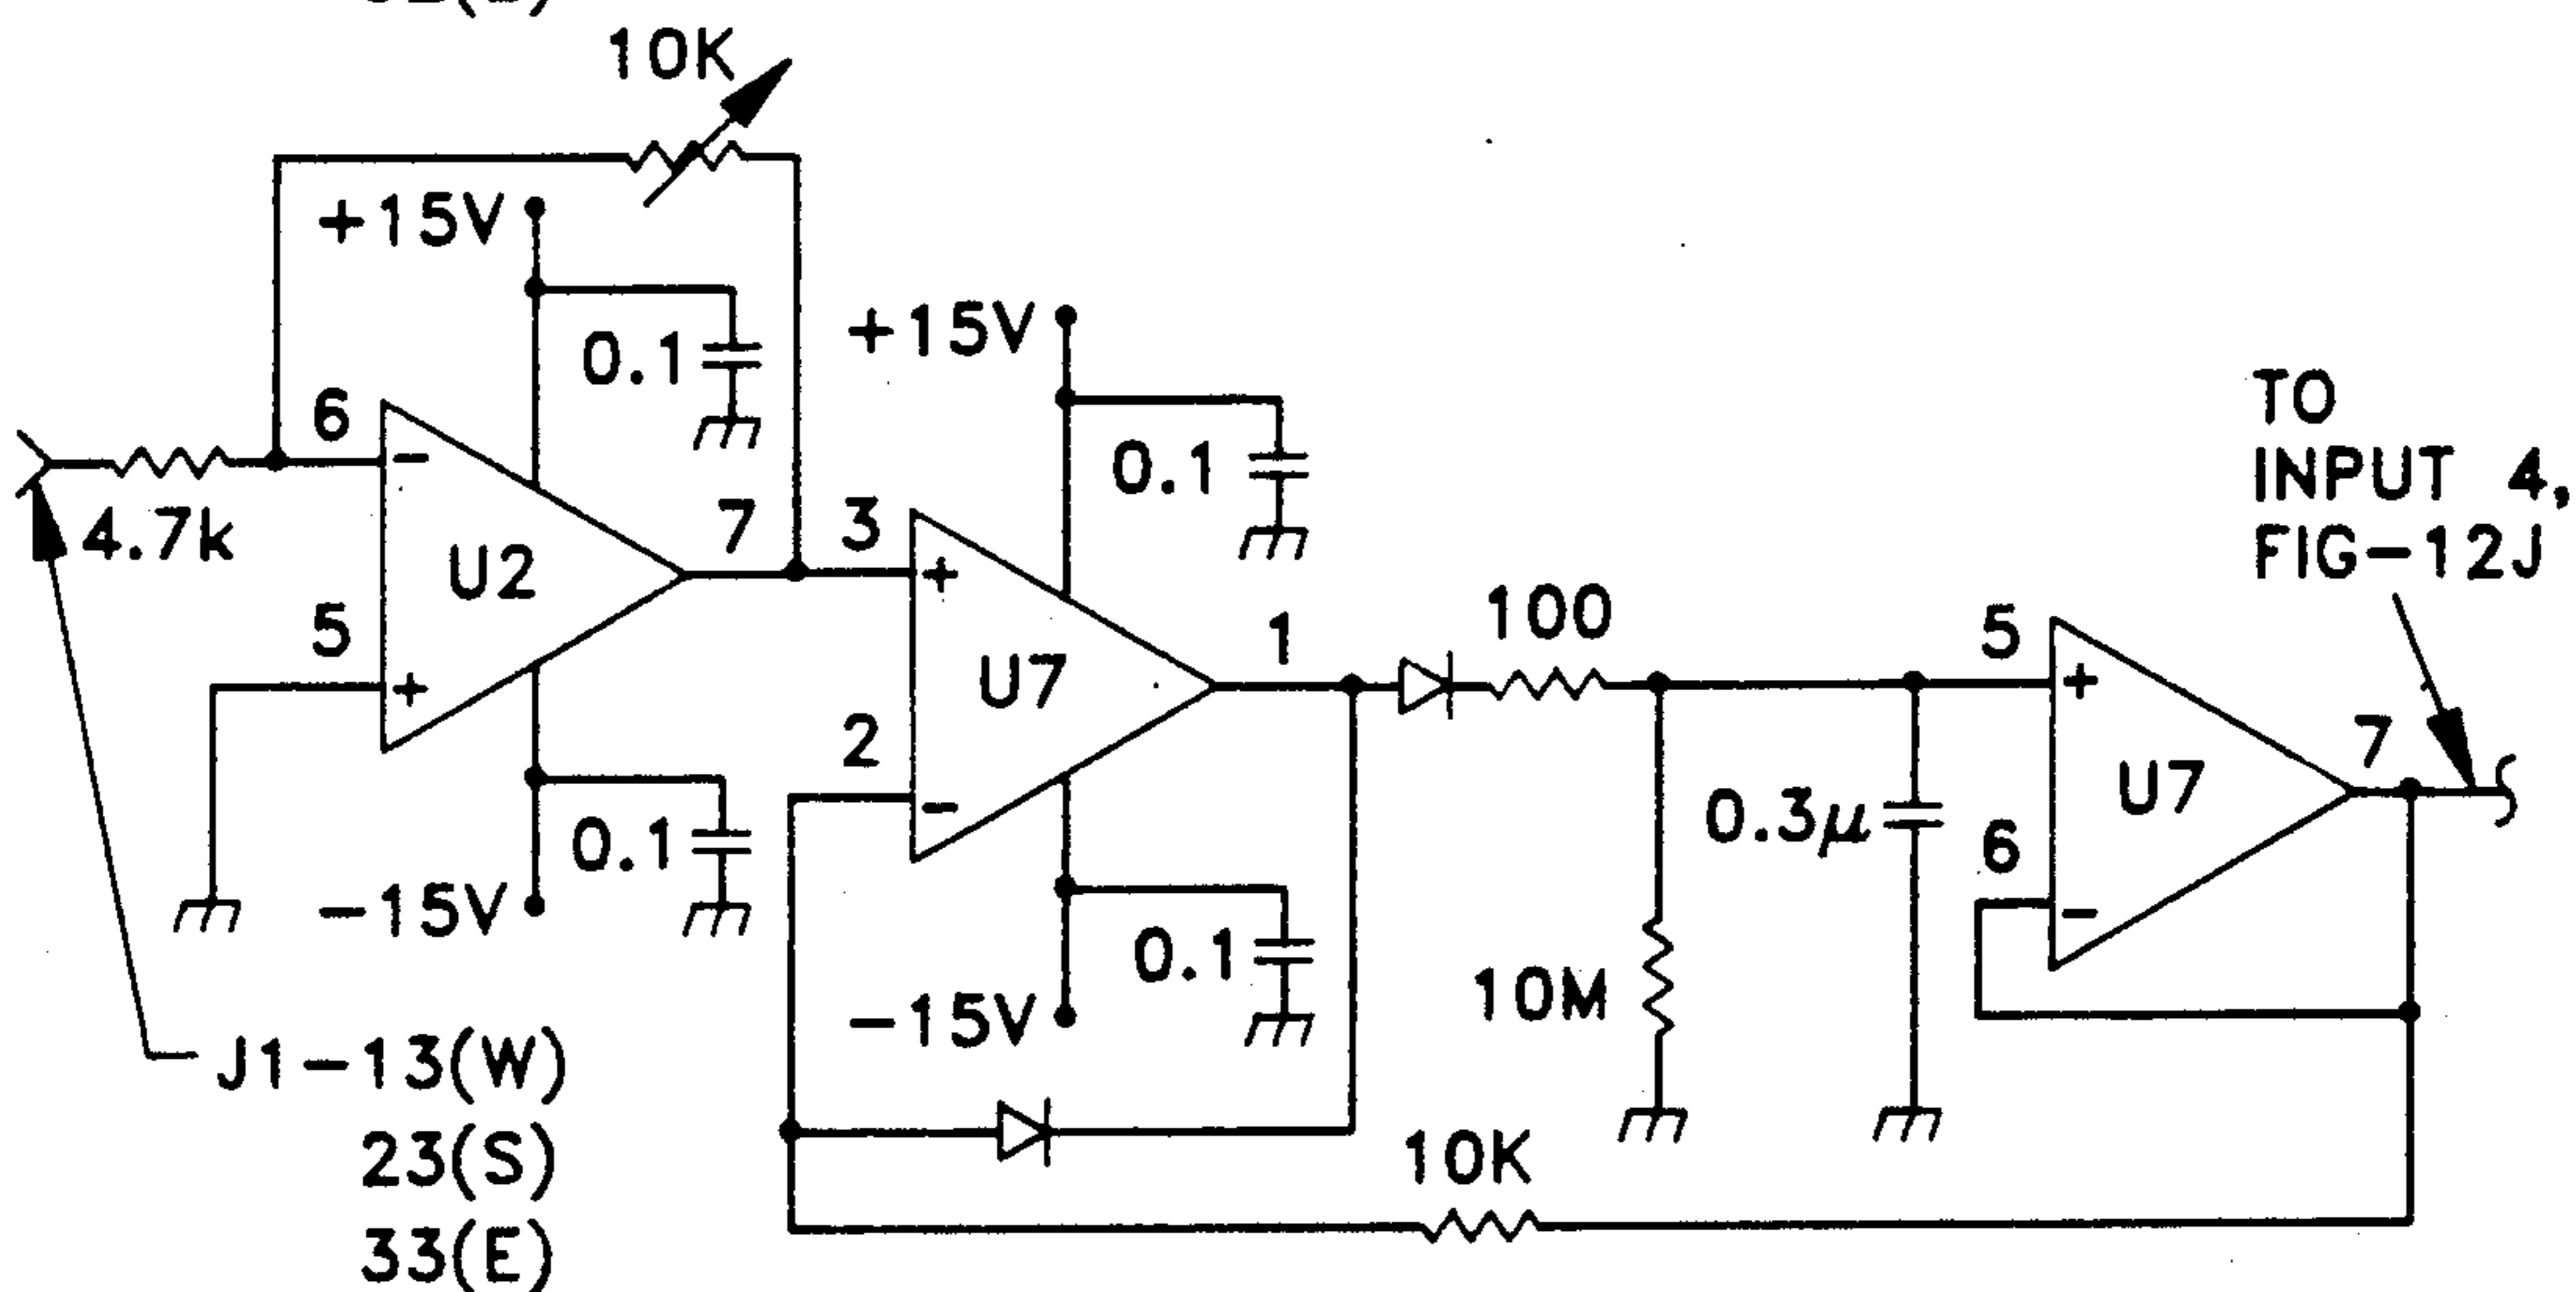 10K
+15V
0.1
+15V
0.1
TO
INPUT 4,
FIG-12J
6
-
4.7k
U2
7
3
+
5
+
100
1
5
+
U7
2
-
7
U7
0.1
0.3µ
6
-
-15V
0.1
10M
-15V
J1-13(W)
23(S)
33(E)
10K